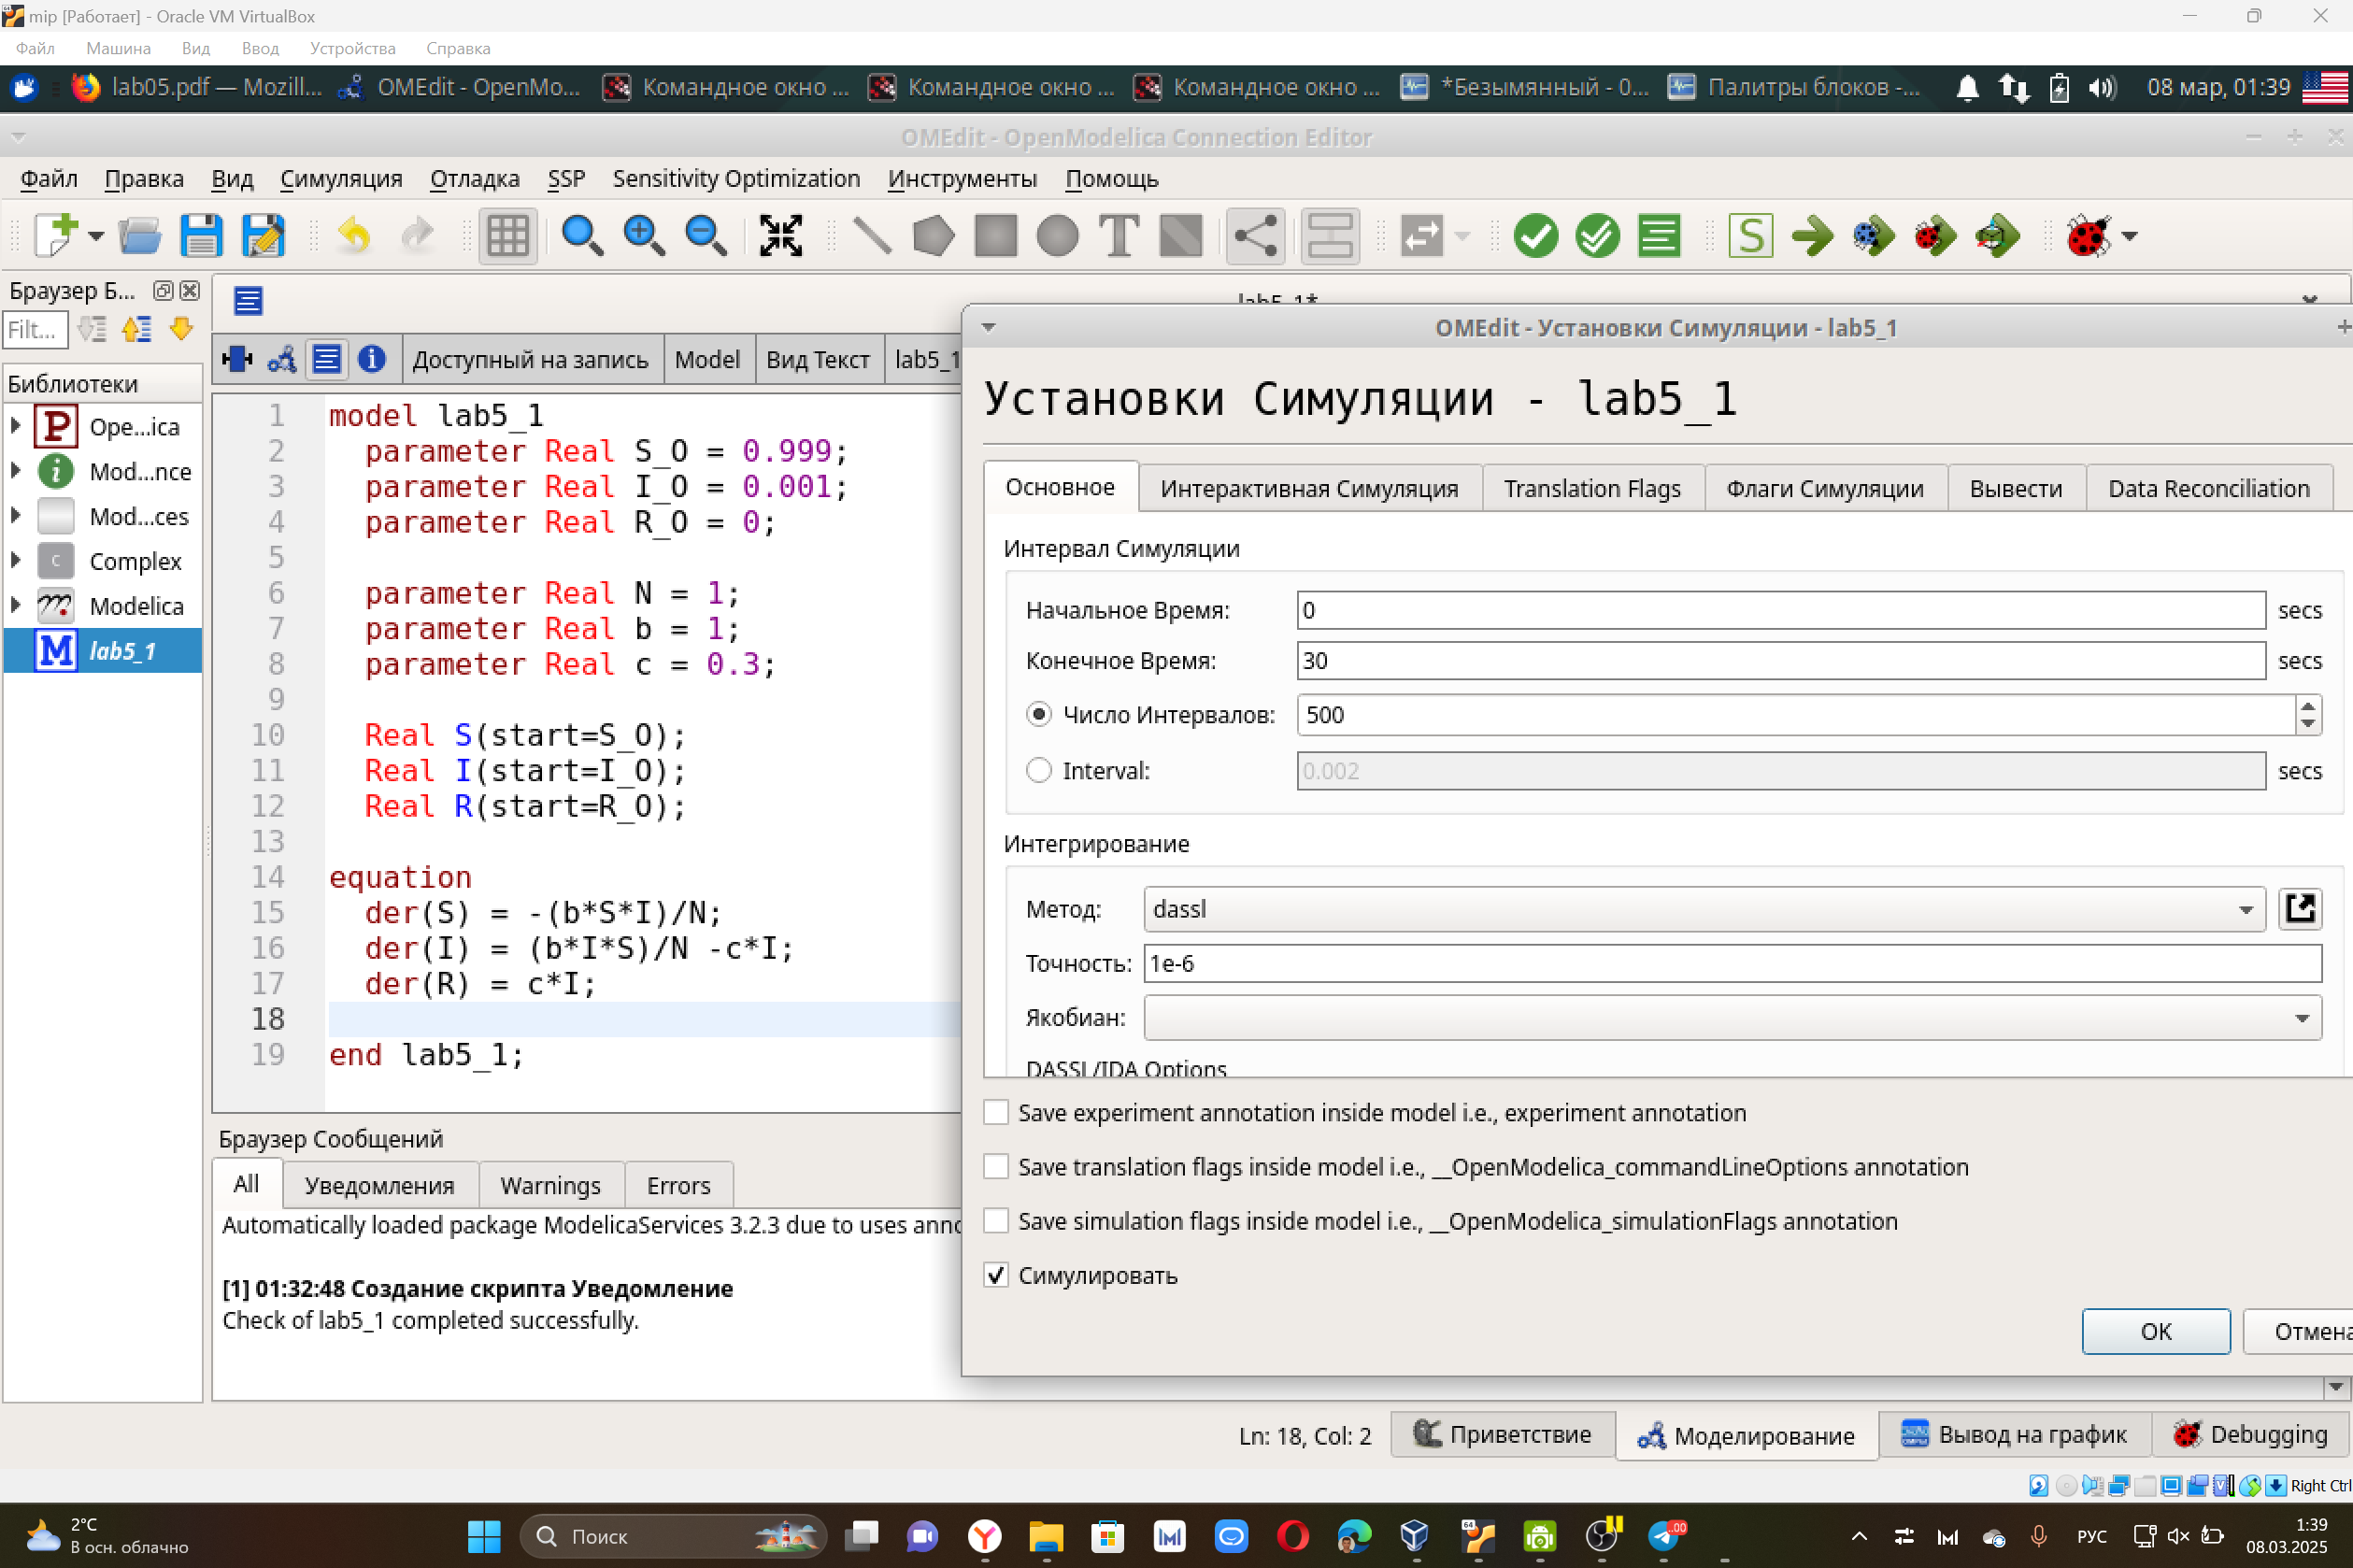 mip [Работает] - Oracle VM VirtualBox
Файл Машина Вид Ввод Устройства Справка
lab05.pdf — Mozill... OMEdit - OpenMo... Командное окно ... Командное окно ... Командное окно ... *Безымянный - 0... Палитры блоков -... 08 мар, 01:39
OMEdit - OpenModelica Connection Editor
Файл Правка Вид Симуляция Отладка SSP Sensitivity Optimization Инструменты Помощь
Браузер Б...
Filt...
Доступный на запись Model Вид Текст lab5_1
Библиотеки
Ope...ica
Mod...nce
Mod...ces
Complex
Modelica
lab5_1
1 model lab5_1
2 parameter Real S_O = 0.999;
3 parameter Real I_O = 0.001;
4 parameter Real R_O = 0;
5
6 parameter Real N = 1;
7 parameter Real b = 1;
8 parameter Real c = 0.3;
9
10 Real S(start=S_O);
11 Real I(start=I_O);
12 Real R(start=R_O);
13
14 equation
15 der(S) = -(b*S*I)/N;
16 der(I) = (b*I*S)/N -c*I;
17 der(R) = c*I;
18
19 end lab5_1;
OMEdit - Установки Симуляции - lab5_1
Установки Симуляции - lab5_1
Основное Интерактивная Симуляция Translation Flags Флаги Симуляции Вывести Data Reconciliation
Интервал Симуляции
Начальное Время: 0 secs
Конечное Время: 30 secs
Число Интервалов: 500
Interval: 0.002 secs
Интегрирование
Метод: dassl
Точность: 1e-6
Якобиан:
DASSL/IDA Options
Save experiment annotation inside model i.e., experiment annotation
Save translation flags inside model i.e., __OpenModelica_commandLineOptions annotation
Save simulation flags inside model i.e., __OpenModelica_simulationFlags annotation
Симулировать
OK Отмена
Браузер Сообщений
All Уведомления Warnings Errors
Automatically loaded package ModelicaServices 3.2.3 due to uses anno
[1] 01:32:48 Создание скрипта Уведомление
Check of lab5_1 completed successfully.
Ln: 18, Col: 2 Приветствие Моделирование Вывод на график Debugging
Right Ctrl
2°C
В осн. облачно
Поиск
РУС
1:39
08.03.2025